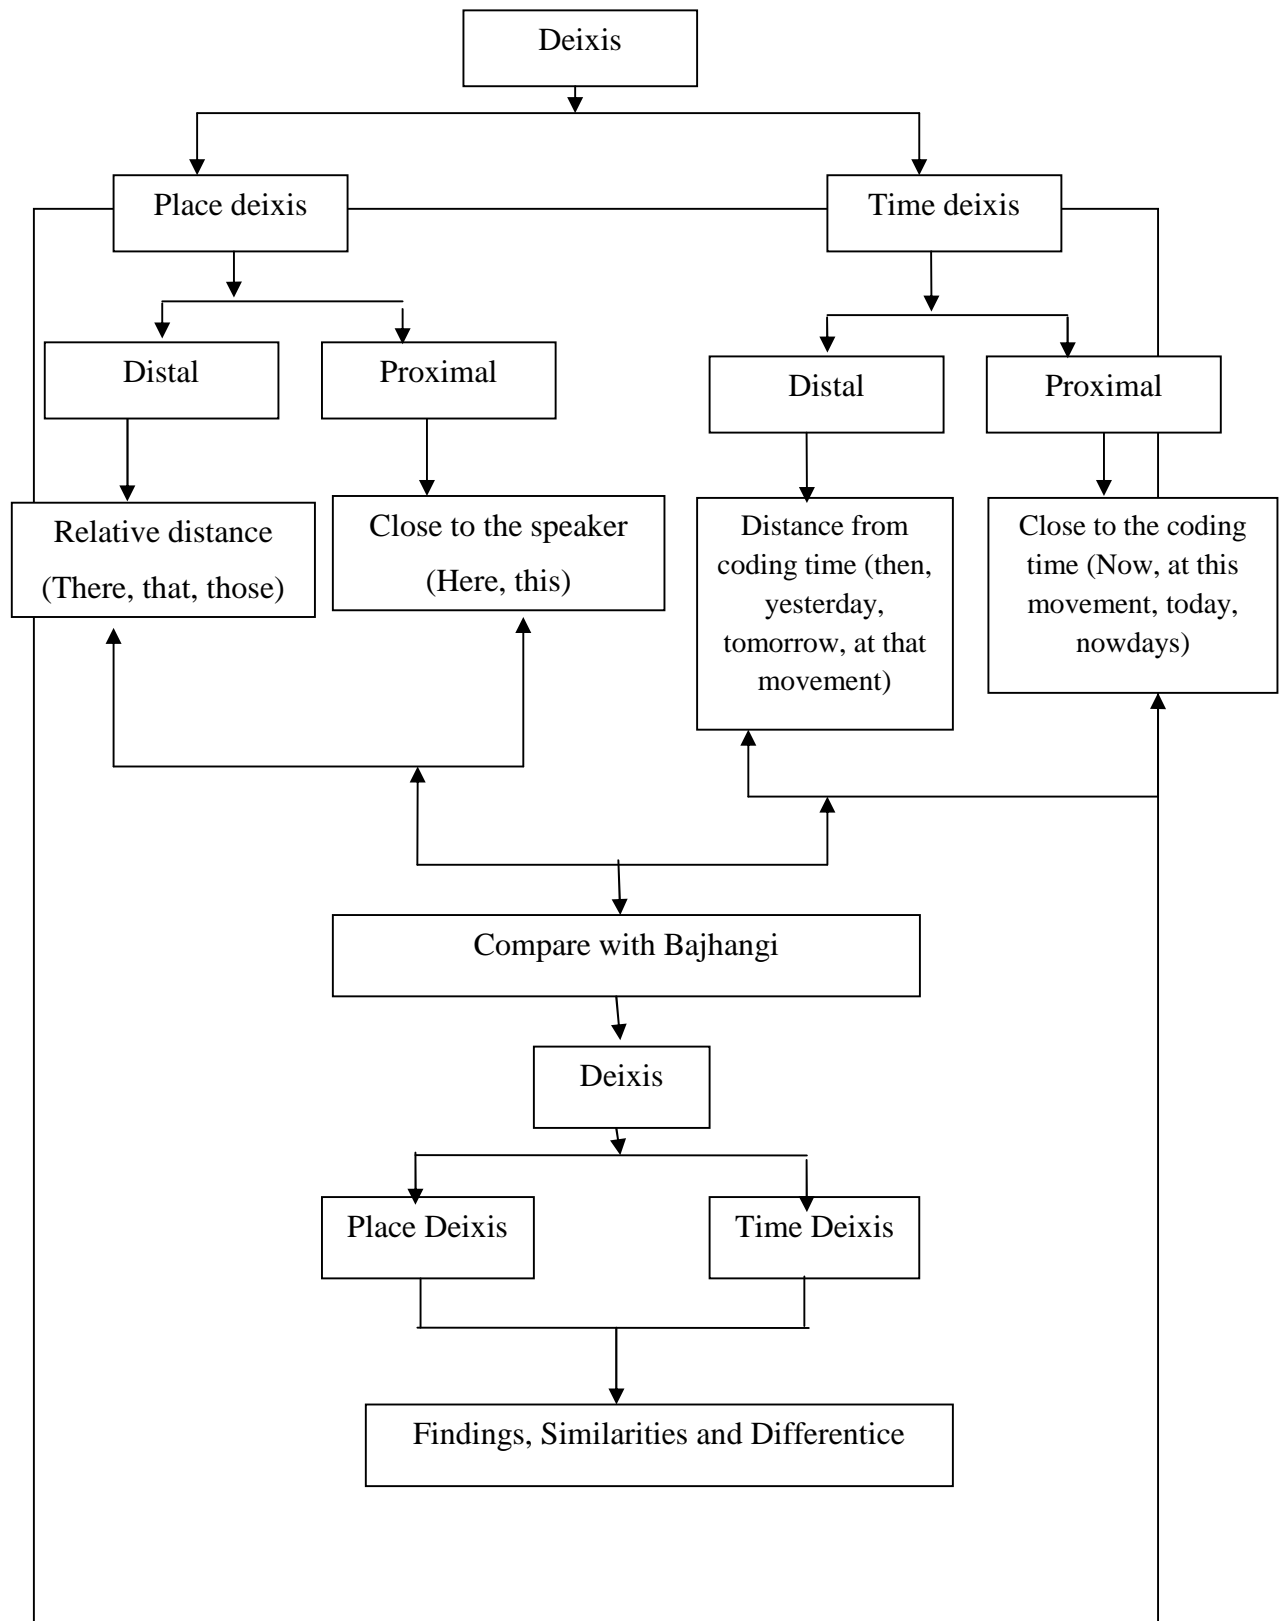 Deixis
Place deixis
Time deixis
Distal
Proximal
Distal
Proximal
Relative distance
(There, that, those)
Close to the speaker
(Here, this)
Distance from
coding time (then,
yesterday,
tomorrow, at that
movement)
Close to the coding
time (Now, at this
movement, today,
nowdays)
Compare with Bajhangi
Deixis
Place Deixis
Time Deixis
Findings, Similarities and Differentice